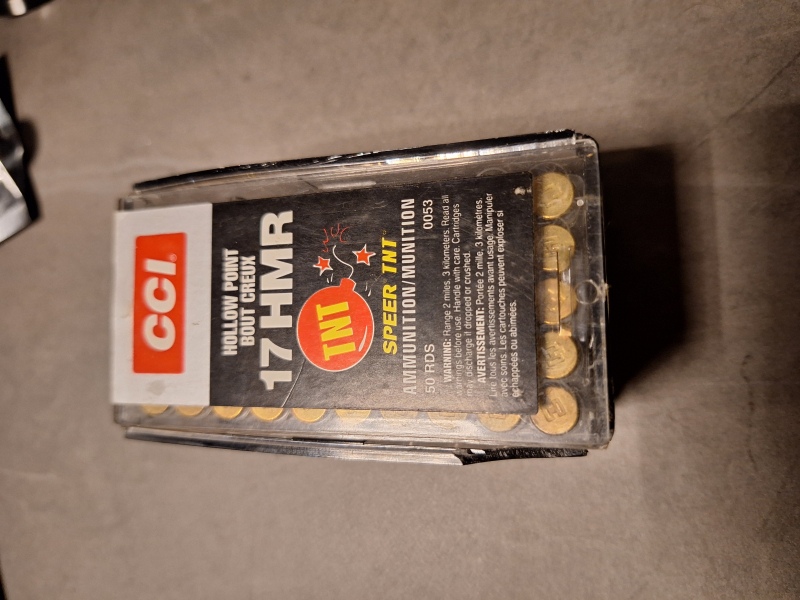 CCI.
HOLLOW POINT
BOUT CREUX
17 HMR
TNT
SPEER TNT
AMMUNITION/MUNITION
50 RDS 0053
WARNING: Range 2 miles, 3 kilometers. Read all
warnings before use. Handle with care. Cartridges
may discharge if dropped or crushed.
AVERTISSEMENT: Portée 2 mille, 3 kilomètres.
Lire tous les avertissements avant usage. Manipuler
avec soins. Les cartouches peuvent exploser si
échappées ou abimées.